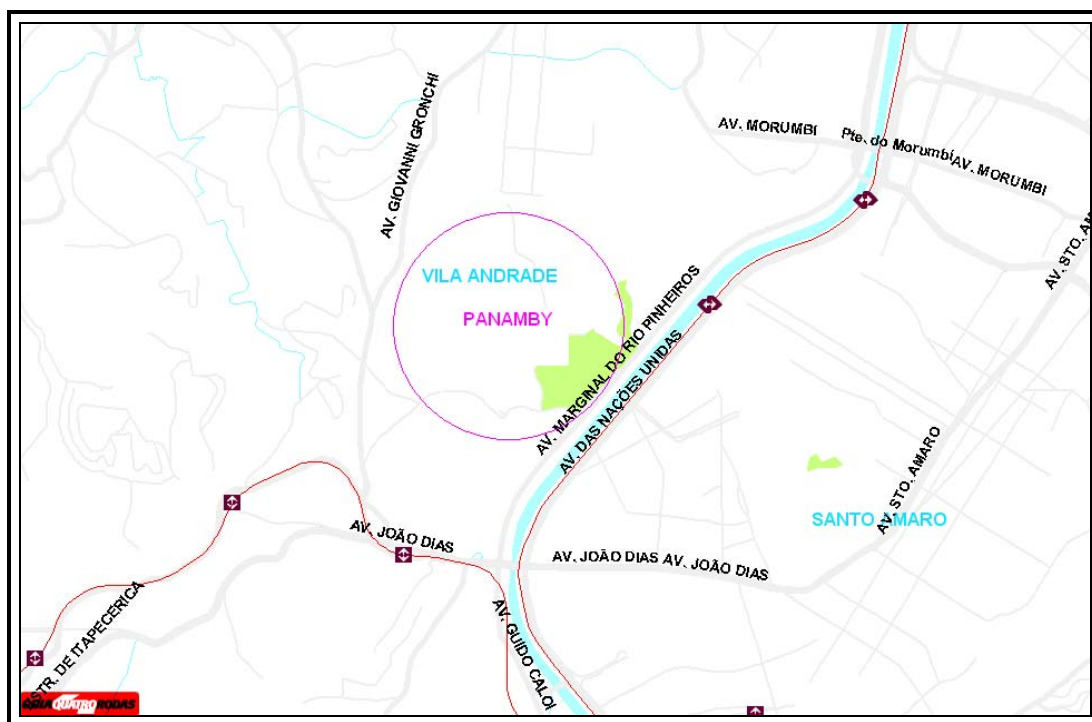 AV. GIOVANNI GRONCHI
AV. MORUMBI
Pte. do Morumbi
AV. MORUMBI
AV. STO. AM
VILA ANDRADE
PANAMBY
AV. MARGINAL DO RIO PINHEIROS
AV. DAS NAÇÕES UNIDAS
AV. STO. AMARO
SANTO AMARO
AV. JOÃO DIAS
AV. JOÃO DIAS AV. JOÃO DIAS
AV. GUIDO CALOI
STR. DE ITAPECERICA
GUIA QUATRO RODAS